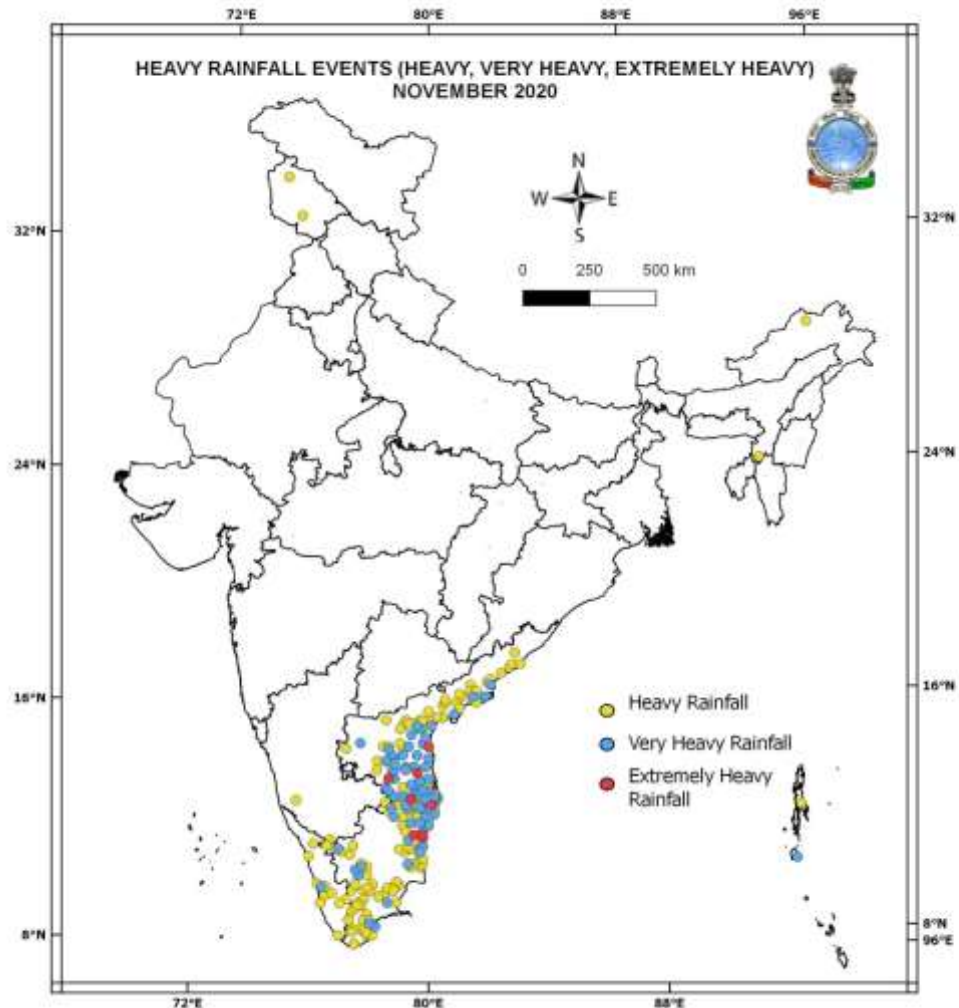 72°E 80°E 88°E 96°E
HEAVY RAINFALL EVENTS (HEAVY, VERY HEAVY, EXTREMELY HEAVY)
NOVEMBER 2020
N
W E
S
32°N 32°N
0 250 500 km
24°N 24°N
16°N 16°N
Heavy Rainfall
Very Heavy Rainfall
Extremely Heavy
Rainfall
8°N 8°N
96°E
72°E 80°E 88°E